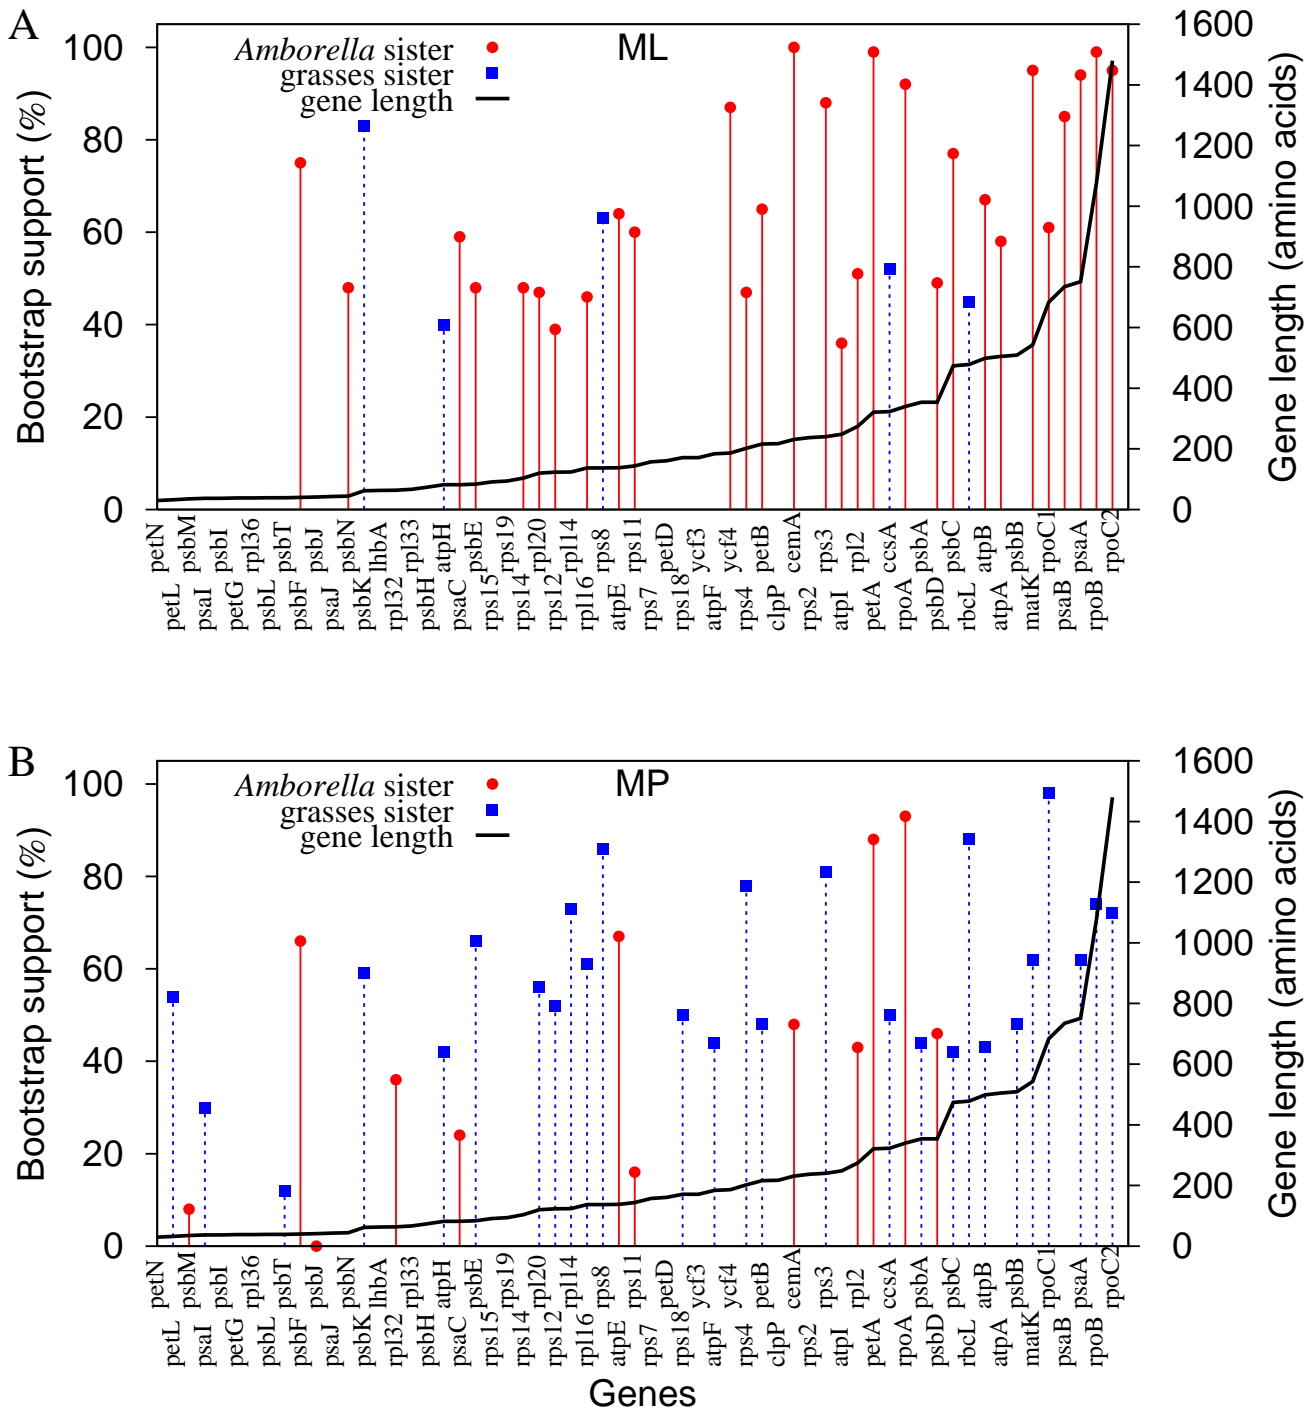 A
ML
Amborella sister
grasses sister
gene length
Bootstrap support (%)
100
80
60
40
20
0
Gene length (amino acids)
1600
1400
1200
1000
800
600
400
200
0
petN psbM psbI rpl36 psbT psbJ psbN lhbA rpl33 atpH psbE rps19 rpl20 rpl14 rps8 rps11 petD ycf3 ycf4 petB cemA rps3 rpl2 ccsA psbA psbC atpB psbB rpoC1 psaA rpoC2
petL psaI petG psbL psbF psaJ psbK rpl32 psbH psaC rps15 rps14 rps12 rpl16 atpE rps7 rps18 atpF rps4 clpP rps2 atpI petA rpoA psbD rbcL atpA matK psaB rpoB
B
MP
Amborella sister
grasses sister
gene length
Bootstrap support (%)
100
80
60
40
20
0
Gene length (amino acids)
1600
1400
1200
1000
800
600
400
200
0
petN psbM psbI rpl36 psbT psbJ psbN lhbA rpl33 atpH psbE rps19 rpl20 rpl14 rps8 rps11 petD ycf3 ycf4 petB cemA rps3 rpl2 ccsA psbA psbC atpB psbB rpoC1 psaA rpoC2
petL psaI petG psbL psbF psaJ psbK rpl32 psbH psaC rps15 rps14 rps12 rpl16 atpE rps7 rps18 atpF rps4 clpP rps2 atpI petA rpoA psbD rbcL atpA matK psaB rpoB
Genes